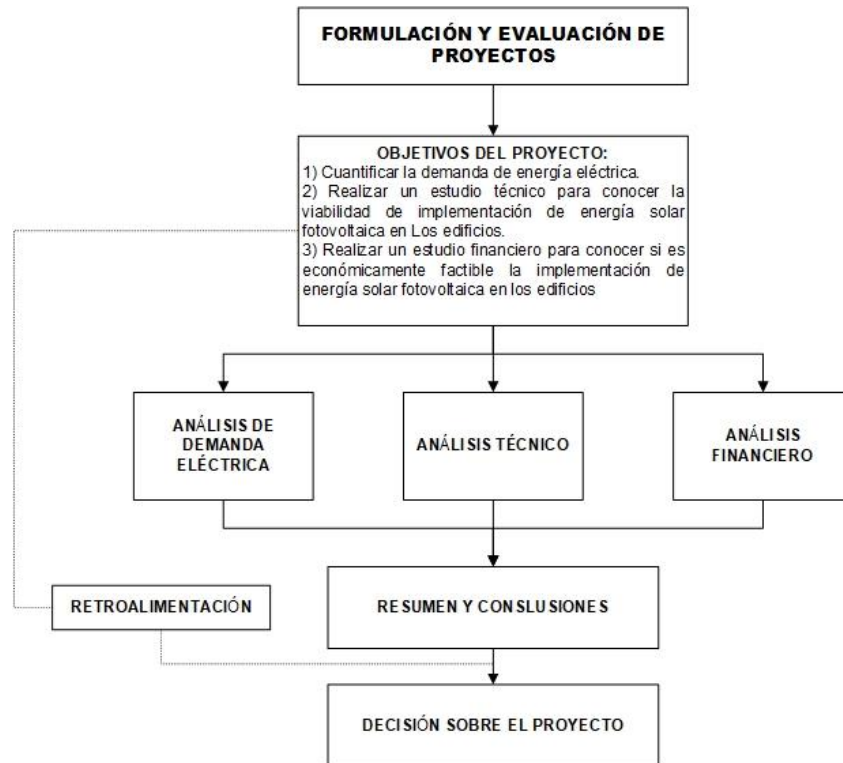 FORMULACIÓN Y EVALUACIÓN DE
PROYECTOS
OBJETIVOS DEL PROYECTO:
1) Cuantificar la demanda de energía eléctrica.
2) Realizar un estudio técnico para conocer la
viabilidad de implementación de energía solar
fotovoltaica en Los edificios.
3) Realizar un estudio financiero para conocer si es
económicamente factible la implementación de
energía solar fotovoltaica en los edificios
ANÁLISIS DE
DEMANDA
ELÉCTRICA
ANÁLISIS TÉCNICO
ANÁLISIS
FINANCIERO
RETROALIMENTACIÓN
RESUMEN Y CONSLUSIONES
DECISIÓN SOBRE EL PROYECTO